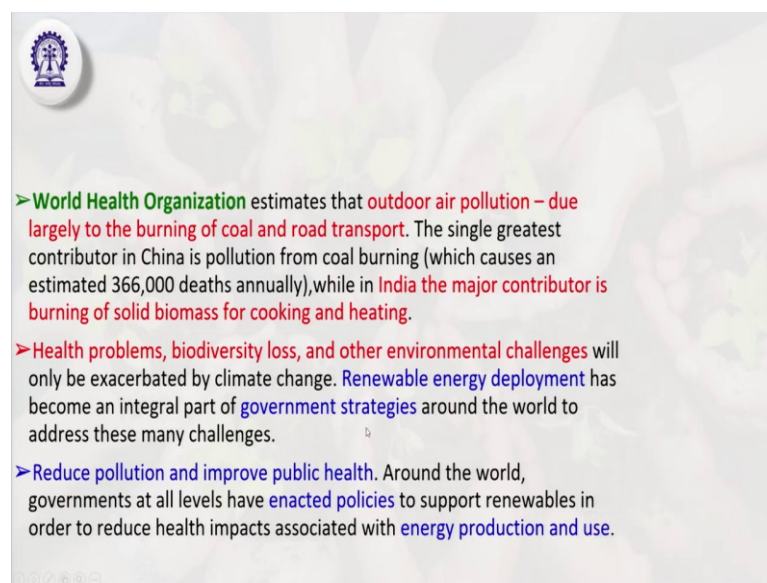 ➢World Health Organization estimates that outdoor air pollution – due
largely to the burning of coal and road transport. The single greatest
contributor in China is pollution from coal burning (which causes an
estimated 366,000 deaths annually),while in India the major contributor is
burning of solid biomass for cooking and heating.
➢Health problems, biodiversity loss, and other environmental challenges will
only be exacerbated by climate change. Renewable energy deployment has
become an integral part of government strategies around the world to
address these many challenges.
➢Reduce pollution and improve public health. Around the world,
governments at all levels have enacted policies to support renewables in
order to reduce health impacts associated with energy production and use.